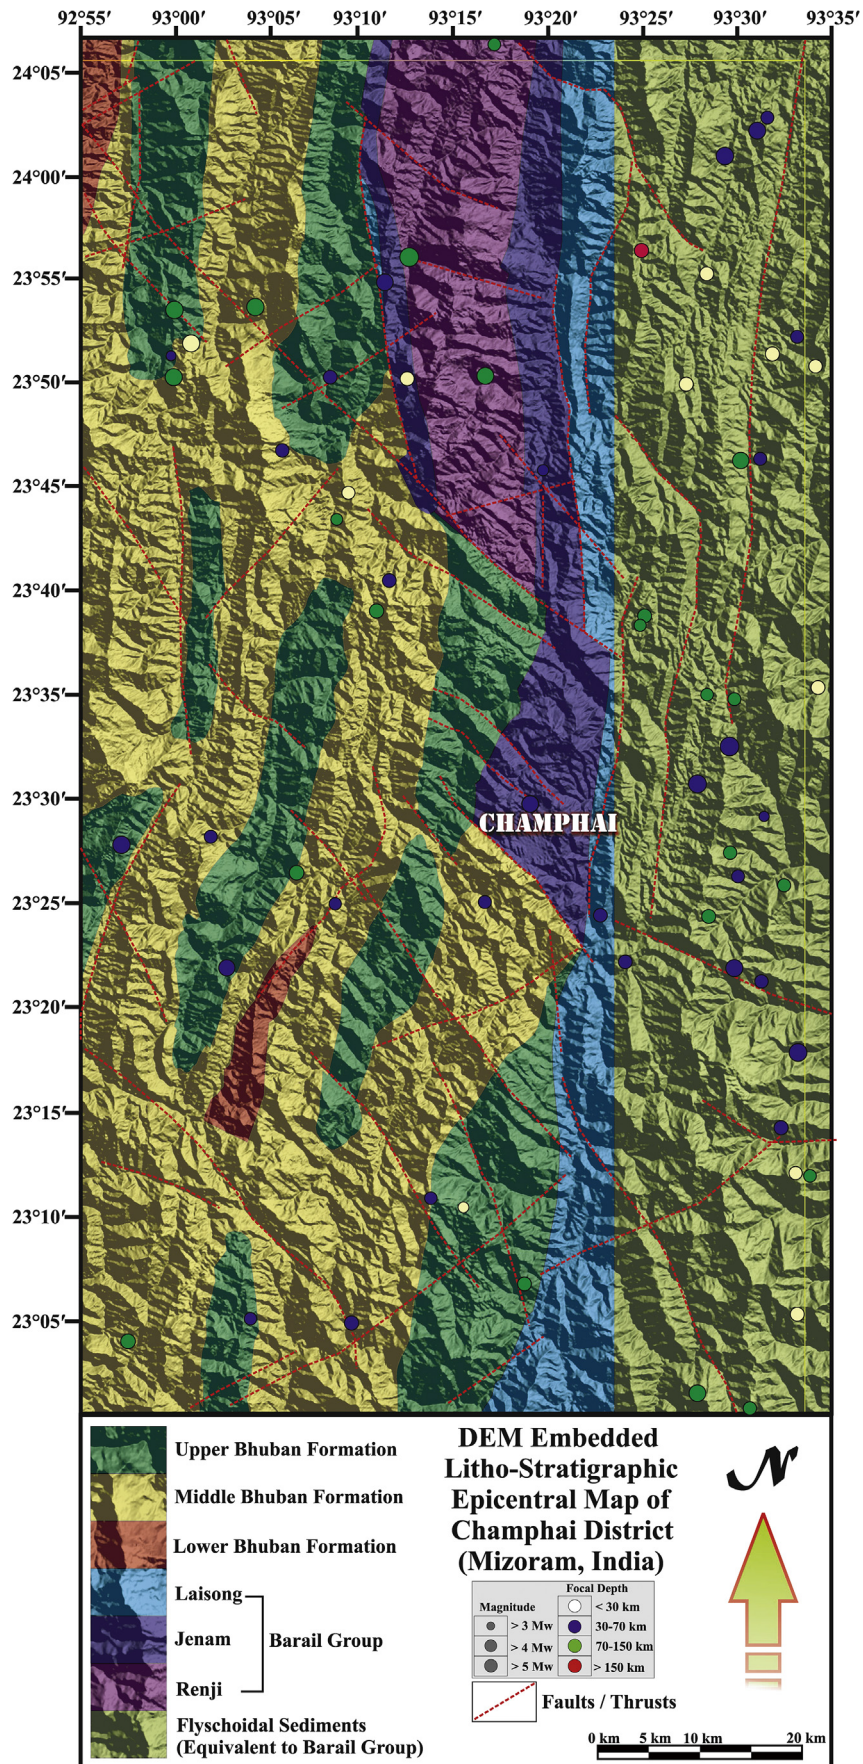 92°55′ 93°00′ 93°05′ 93°10′ 93°15′ 93°20′ 93°25′ 93°30′ 93°35′
24°05′
24°00′
23°55′
23°50′
23°45′
23°40′
23°35′
23°30′
CHAMPHAI
23°25′
23°20′
23°15′
23°10′
23°05′
Upper Bhuban Formation
Middle Bhuban Formation
Lower Bhuban Formation
Laisong
Jenam
Barail Group
Renji
Flyschoidal Sediments
(Equivalent to Barail Group)
DEM Embedded
Litho-Stratigraphic
Epicentral Map of
Champhai District
(Mizoram, India)
Magnitude
> 3 Mw
> 4 Mw
> 5 Mw
Focal Depth
< 30 km
30-70 km
70-150 km
> 150 km
Faults / Thrusts
0 km 5 km 10 km 20 km
N